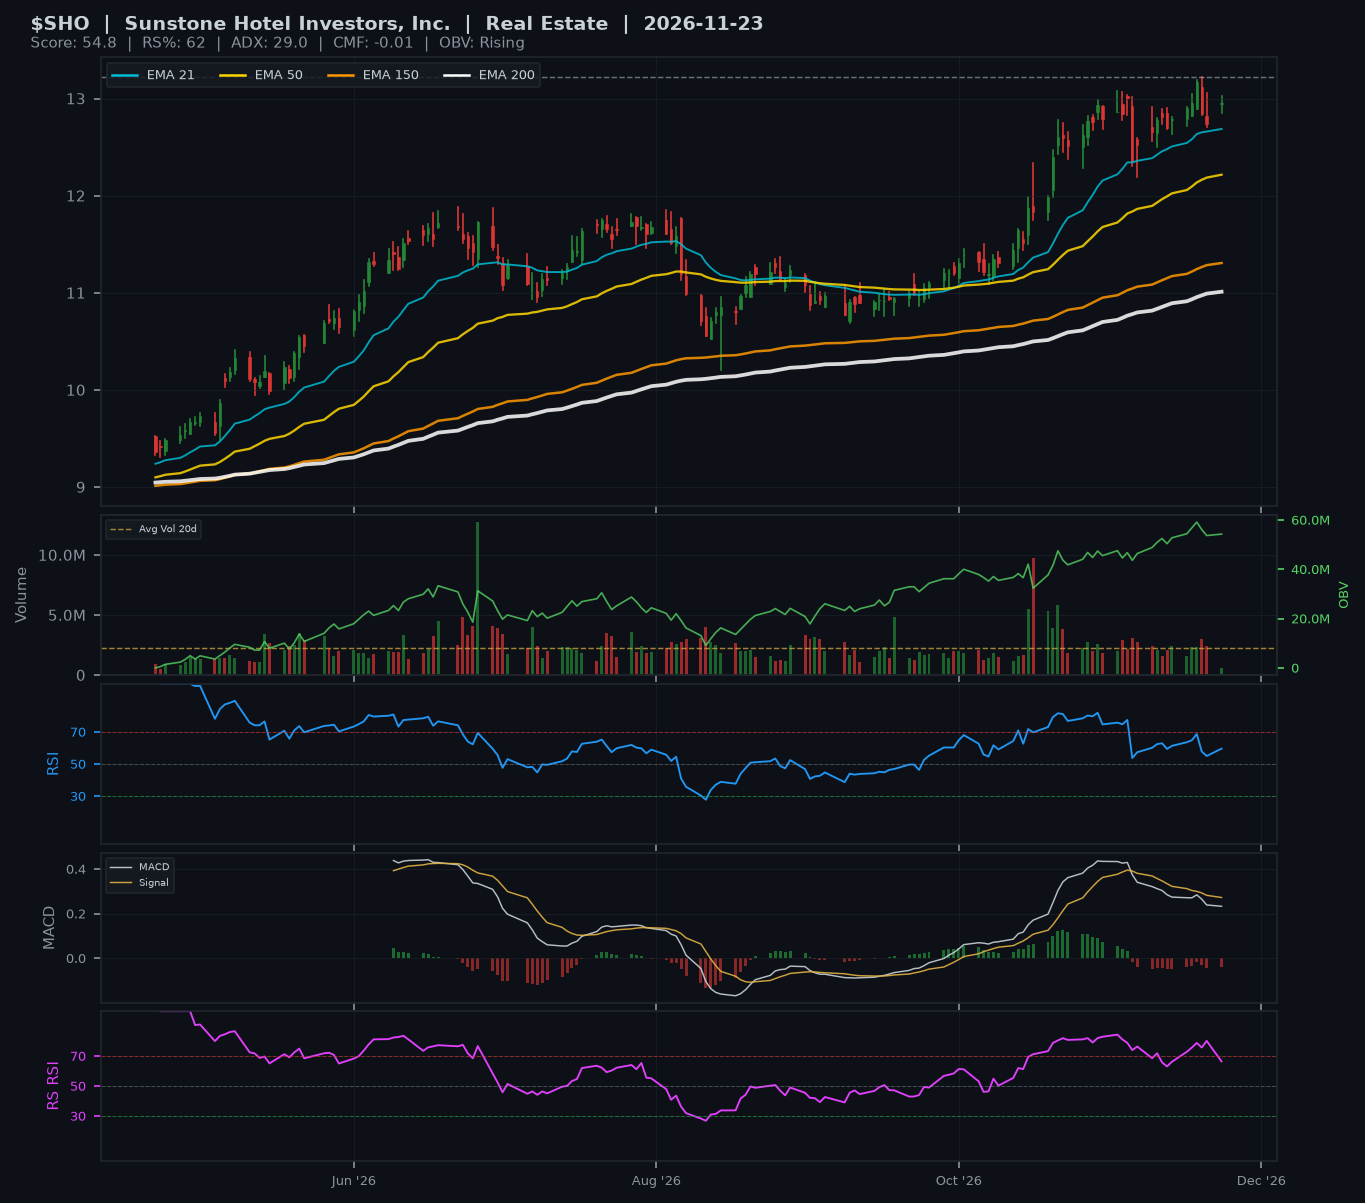 $SHO | Sunstone Hotel Investors, Inc. | Real Estate | 2026-11-23
Score: 54.8 | RS%: 62 | ADX: 29.0 | CMF: -0.01 | OBV: Rising
EMA 21 EMA 50 EMA 150 EMA 200
13
12
11
10
9
Avg Vol 20d
10.0M
5.0M
0
Volume
60.0M
40.0M
20.0M
0
OBV
70
50
30
RSI
MACD
Signal
0.4
0.2
0.0
MACD
70
50
30
RS RSI
Jun '26 Aug '26 Oct '26 Dec '26